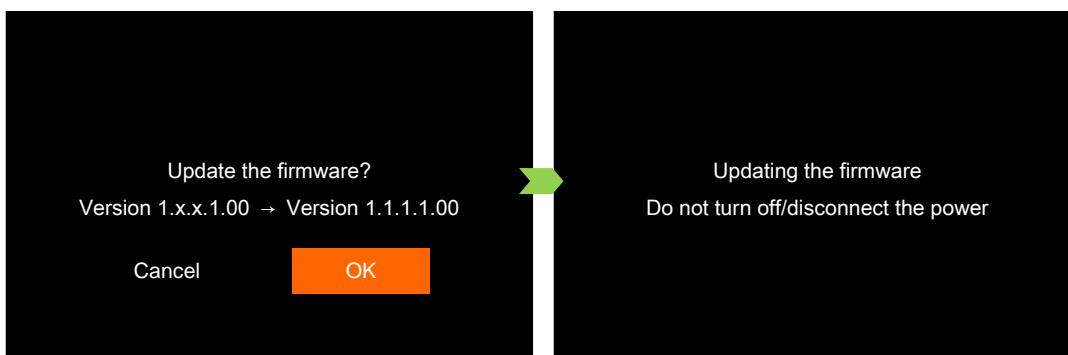 Update the firmware?
Version 1.x.x.1.00 → Version 1.1.1.1.00
Cancel
OK
Updating the firmware
Do not turn off/disconnect the power